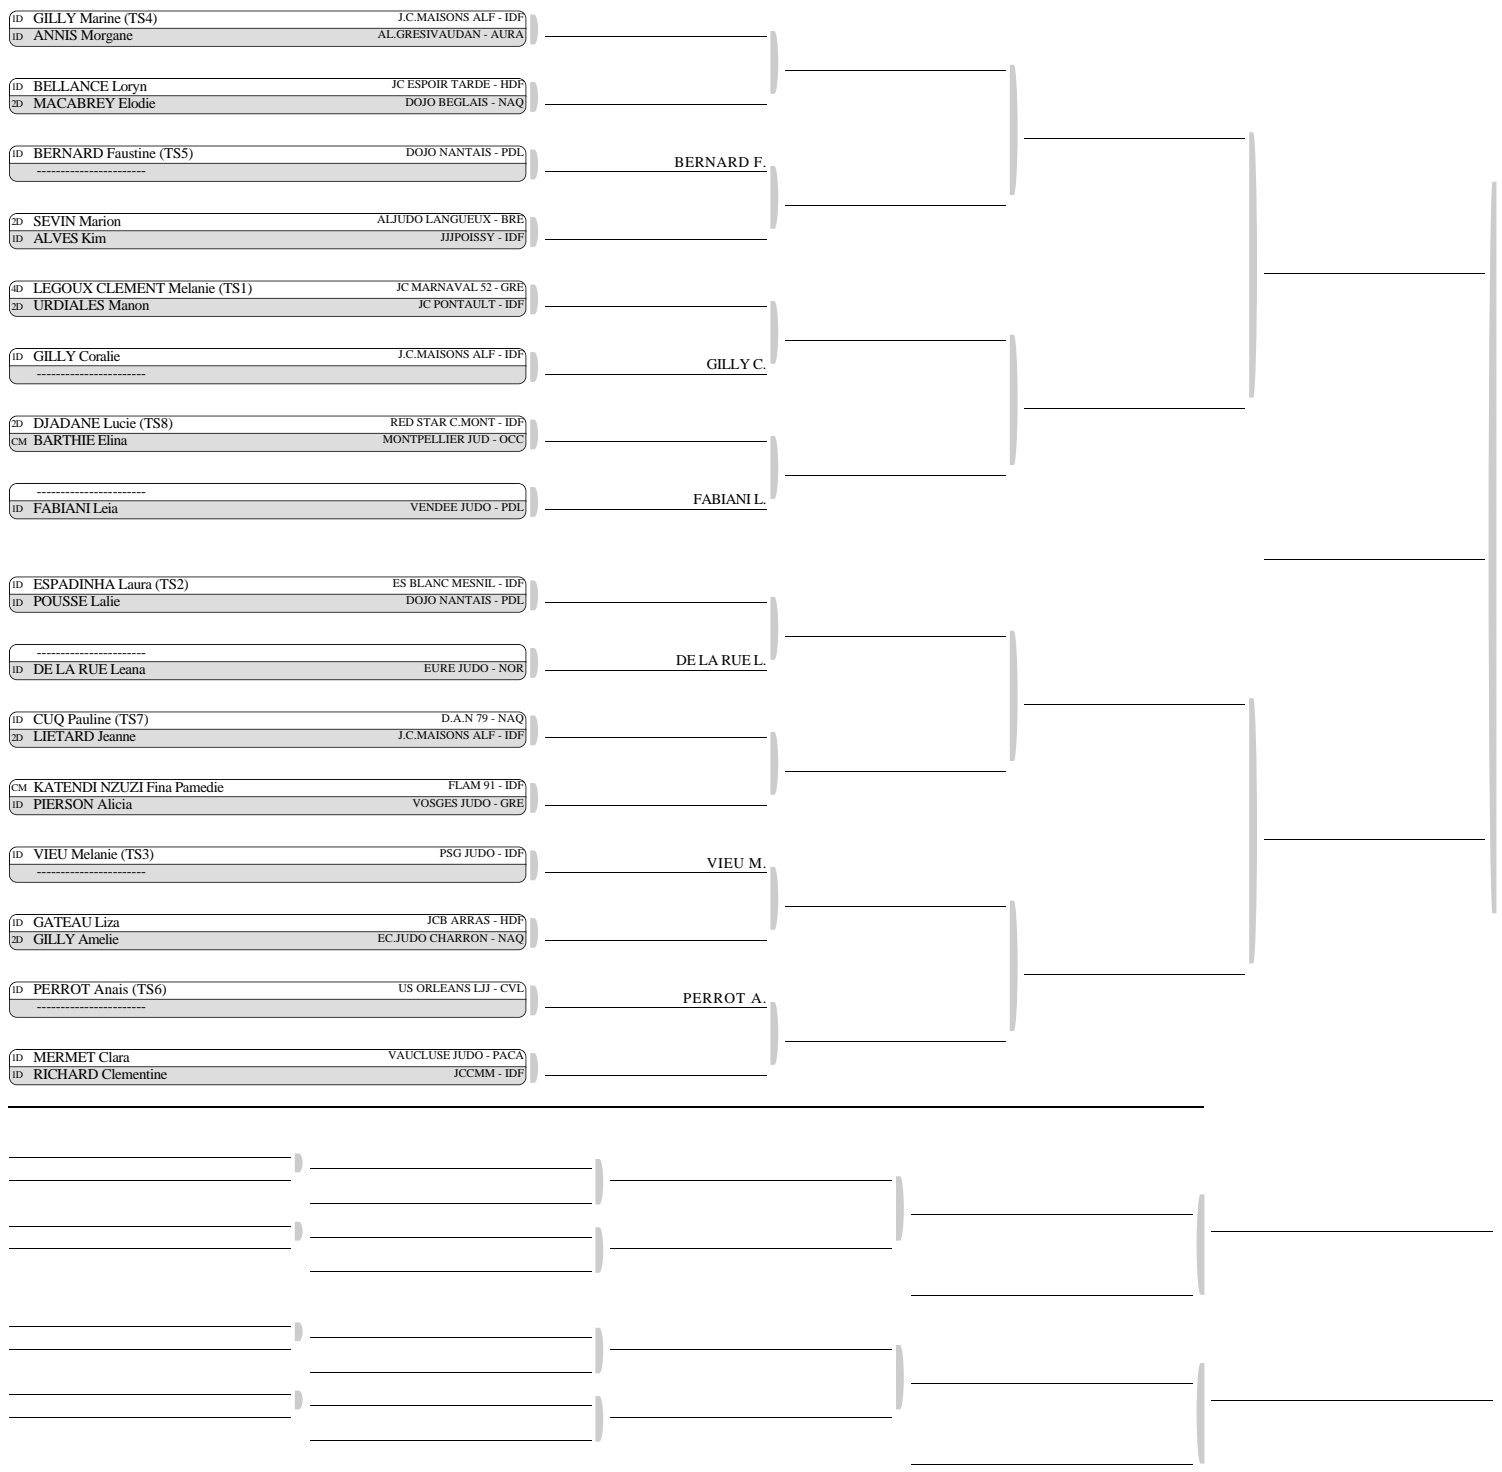 1D GILLY Marine (TS4) J.C.MAISONS ALF - IDF
1D ANNIS Morgane AL.GRESIVAUDAN - AURA
1D BELLANCE Loryn JC ESPOIR TARDE - HDF
2D MACABREY Elodie DOJO BEGLAIS - NAQ
1D BERNARD Faustine (TS5) DOJO NANTAIS - PDL
BERNARD F.
-----------------------
2D SEVIN Marion ALJUDO LANGUEUX - BRE
1D ALVES Kim JJJPOISSY - IDF
4D LEGOUX CLEMENT Melanie (TS1) JC MARNAVAL 52 - GRE
2D URDIALES Manon JC PONTAULT - IDF
1D GILLY Coralie J.C.MAISONS ALF - IDF
GILLY C.
-----------------------
2D DJADANE Lucie (TS8) RED STAR C.MONT - IDF
CM BARTHIE Elina MONTPELLIER JUD - OCC
-----------------------
FABIANI L.
1D FABIANI Leia VENDEE JUDO - PDL
1D ESPADINHA Laura (TS2) ES BLANC MESNIL - IDF
1D POUSSE Lalie DOJO NANTAIS - PDL
-----------------------
DE LA RUE L.
1D DE LA RUE Leana EURE JUDO - NOR
1D CUQ Pauline (TS7) D.A.N 79 - NAQ
2D LIETARD Jeanne J.C.MAISONS ALF - IDF
CM KATENDI NZUZI Fina Pamedie FLAM 91 - IDF
1D PIERSON Alicia VOSGES JUDO - GRE
1D VIEU Melanie (TS3) PSG JUDO - IDF
VIEU M.
-----------------------
1D GATEAU Liza JCB ARRAS - HDF
2D GILLY Amelie EC.JUDO CHARRON - NAQ
1D PERROT Anais (TS6) US ORLEANS LJJ - CVL
PERROT A.
-----------------------
1D MERMET Clara VAUCLUSE JUDO - PACA
1D RICHARD Clementine JCCMM - IDF